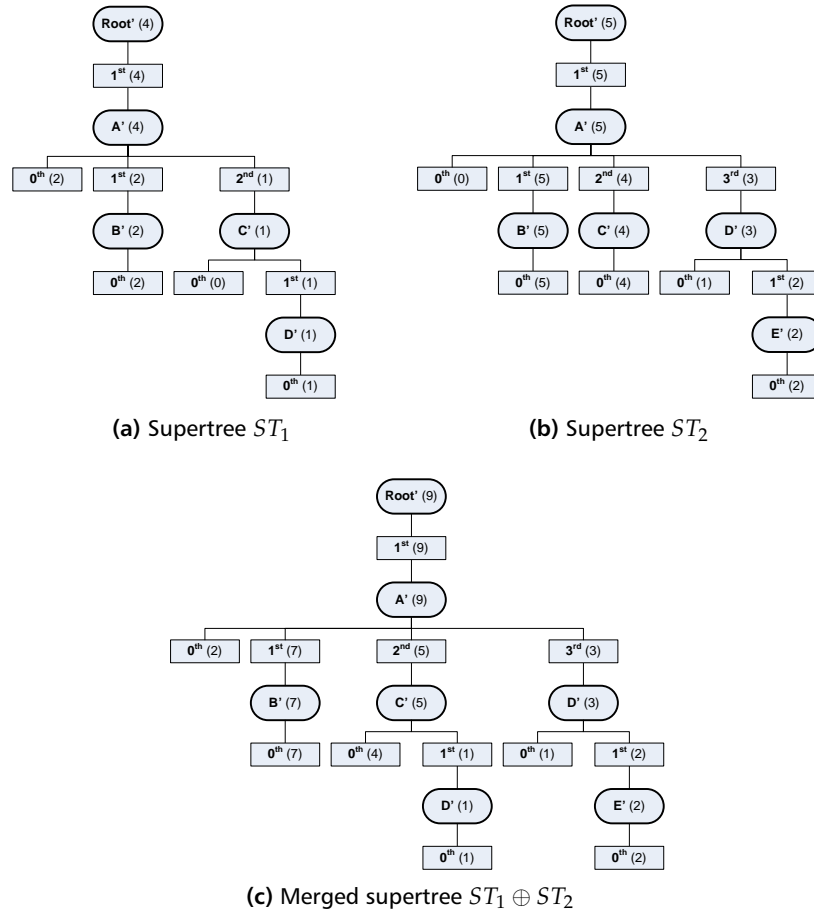 Root' (4)
1st (4)
A' (4)
0th (2) 1st (2) 2nd (1)
B' (2) C' (1)
0th (2) 0th (0) 1st (1)
D' (1)
0th (1)
(a) Supertree ST1
Root' (5)
1st (5)
A' (5)
0th (0) 1st (5) 2nd (4) 3rd (3)
B' (5) C' (4) D' (3)
0th (5) 0th (4) 0th (1) 1st (2)
E' (2)
0th (2)
(b) Supertree ST2
Root' (9)
1st (9)
A' (9)
0th (2) 1st (7) 2nd (5) 3rd (3)
B' (7) C' (5) D' (3)
0th (7) 0th (4) 1st (1) 0th (1) 1st (2)
D' (1) E' (2)
0th (1) 0th (2)
(c) Merged supertree ST1 ⊕ ST2